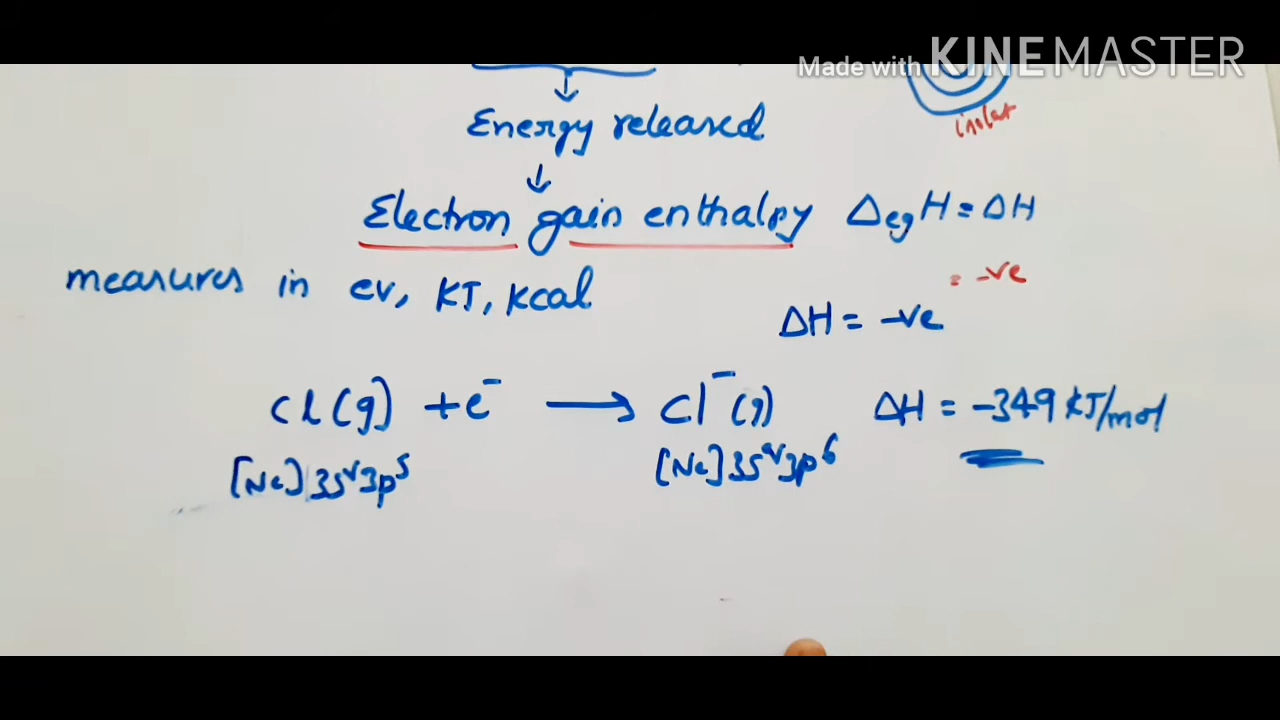 Made with KINEMASTER
Energy released
↓
Electron gain enthalpy ΔegH = ΔH
= -ve
measures in ev, KJ, Kcal
ΔH = -ve
Cl(g) + e⁻ → Cl⁻(g) ΔH = -349 KJ/mol
[Ne]3s²3p⁵ [Ne]3s²3p⁶